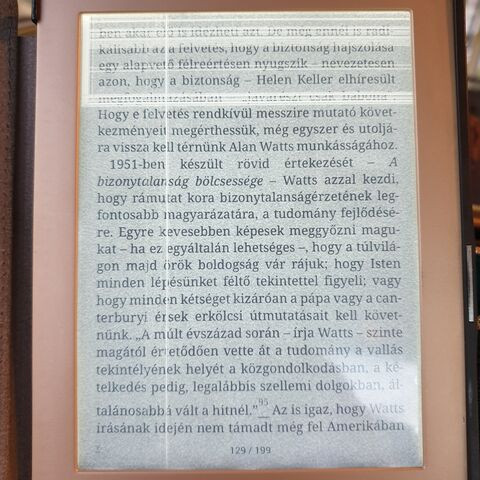 ben akár elő is idézheti azt. De még ennél is radi-
kálisabb az a felvetés, hogy a biztonság hajszolása
egy alapvető félreértésen nyugszik – nevezetesen
azon, hogy a biztonság – Helen Keller elhíresült
megfogalmazásában – „javarészt csak babona".
Hogy e felvetés rendkívül messzire mutató követ-
kezményeit megérthessük, még egyszer és utoljá-
ra vissza kell térnünk Alan Watts munkásságához.
1951-ben készült rövid értekezését – A
bizonytalanság bölcsessége – Watts azzal kezdi,
hogy rámutat kora bizonytalanságérzetének leg-
fontosabb magyarázatára, a tudomány fejlődésé-
re. Egyre kevesebben képesek meggyőzni magu-
kat – ha ez egyáltalán lehetséges –, hogy a túlvilá-
gon majd örök boldogság vár rájuk; hogy Isten
minden lépésünket féltő tekintettel figyeli; vagy
hogy minden kétséget kizáróan a pápa vagy a can-
terburyi érsek erkölcsi útmutatásait kell követ-
nünk. „A múlt évszázad során – írja Watts – szinte
magától értetődően vette át a tudomány a vallás
tekintélyének helyét a közgondolkodásban, a ké-
telkedés pedig, legalábbis szellemi dolgokban, ál-
talánosabbá vált a hitnél."95 Az is igaz, hogy Watts
írásának idején nem támadt még fel Amerikában
129 / 199